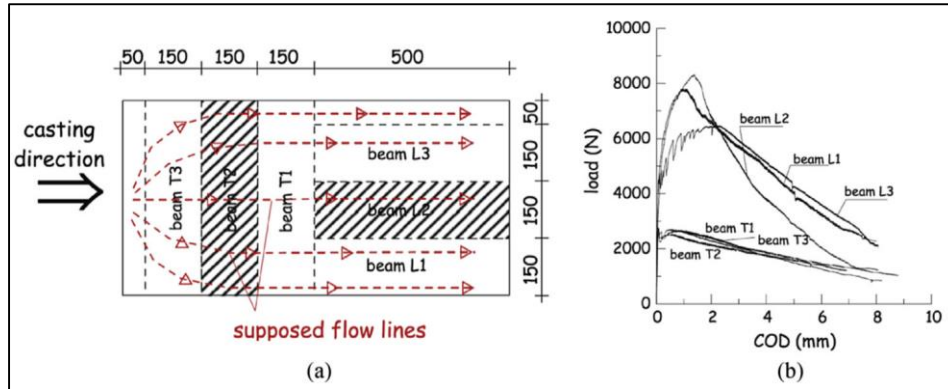 50 150 150 150 500
casting
direction
beam T3
beam T2
beam T1
beam L3
beam L2
beam L1
50
150
150
150
supposed flow lines
(a)
load (N)
10000
8000
6000
4000
2000
0
beam L2
beam L1
beam L3
beam T1
beam T3
beam T2
0 2 4 6 8 10
COD (mm)
(b)